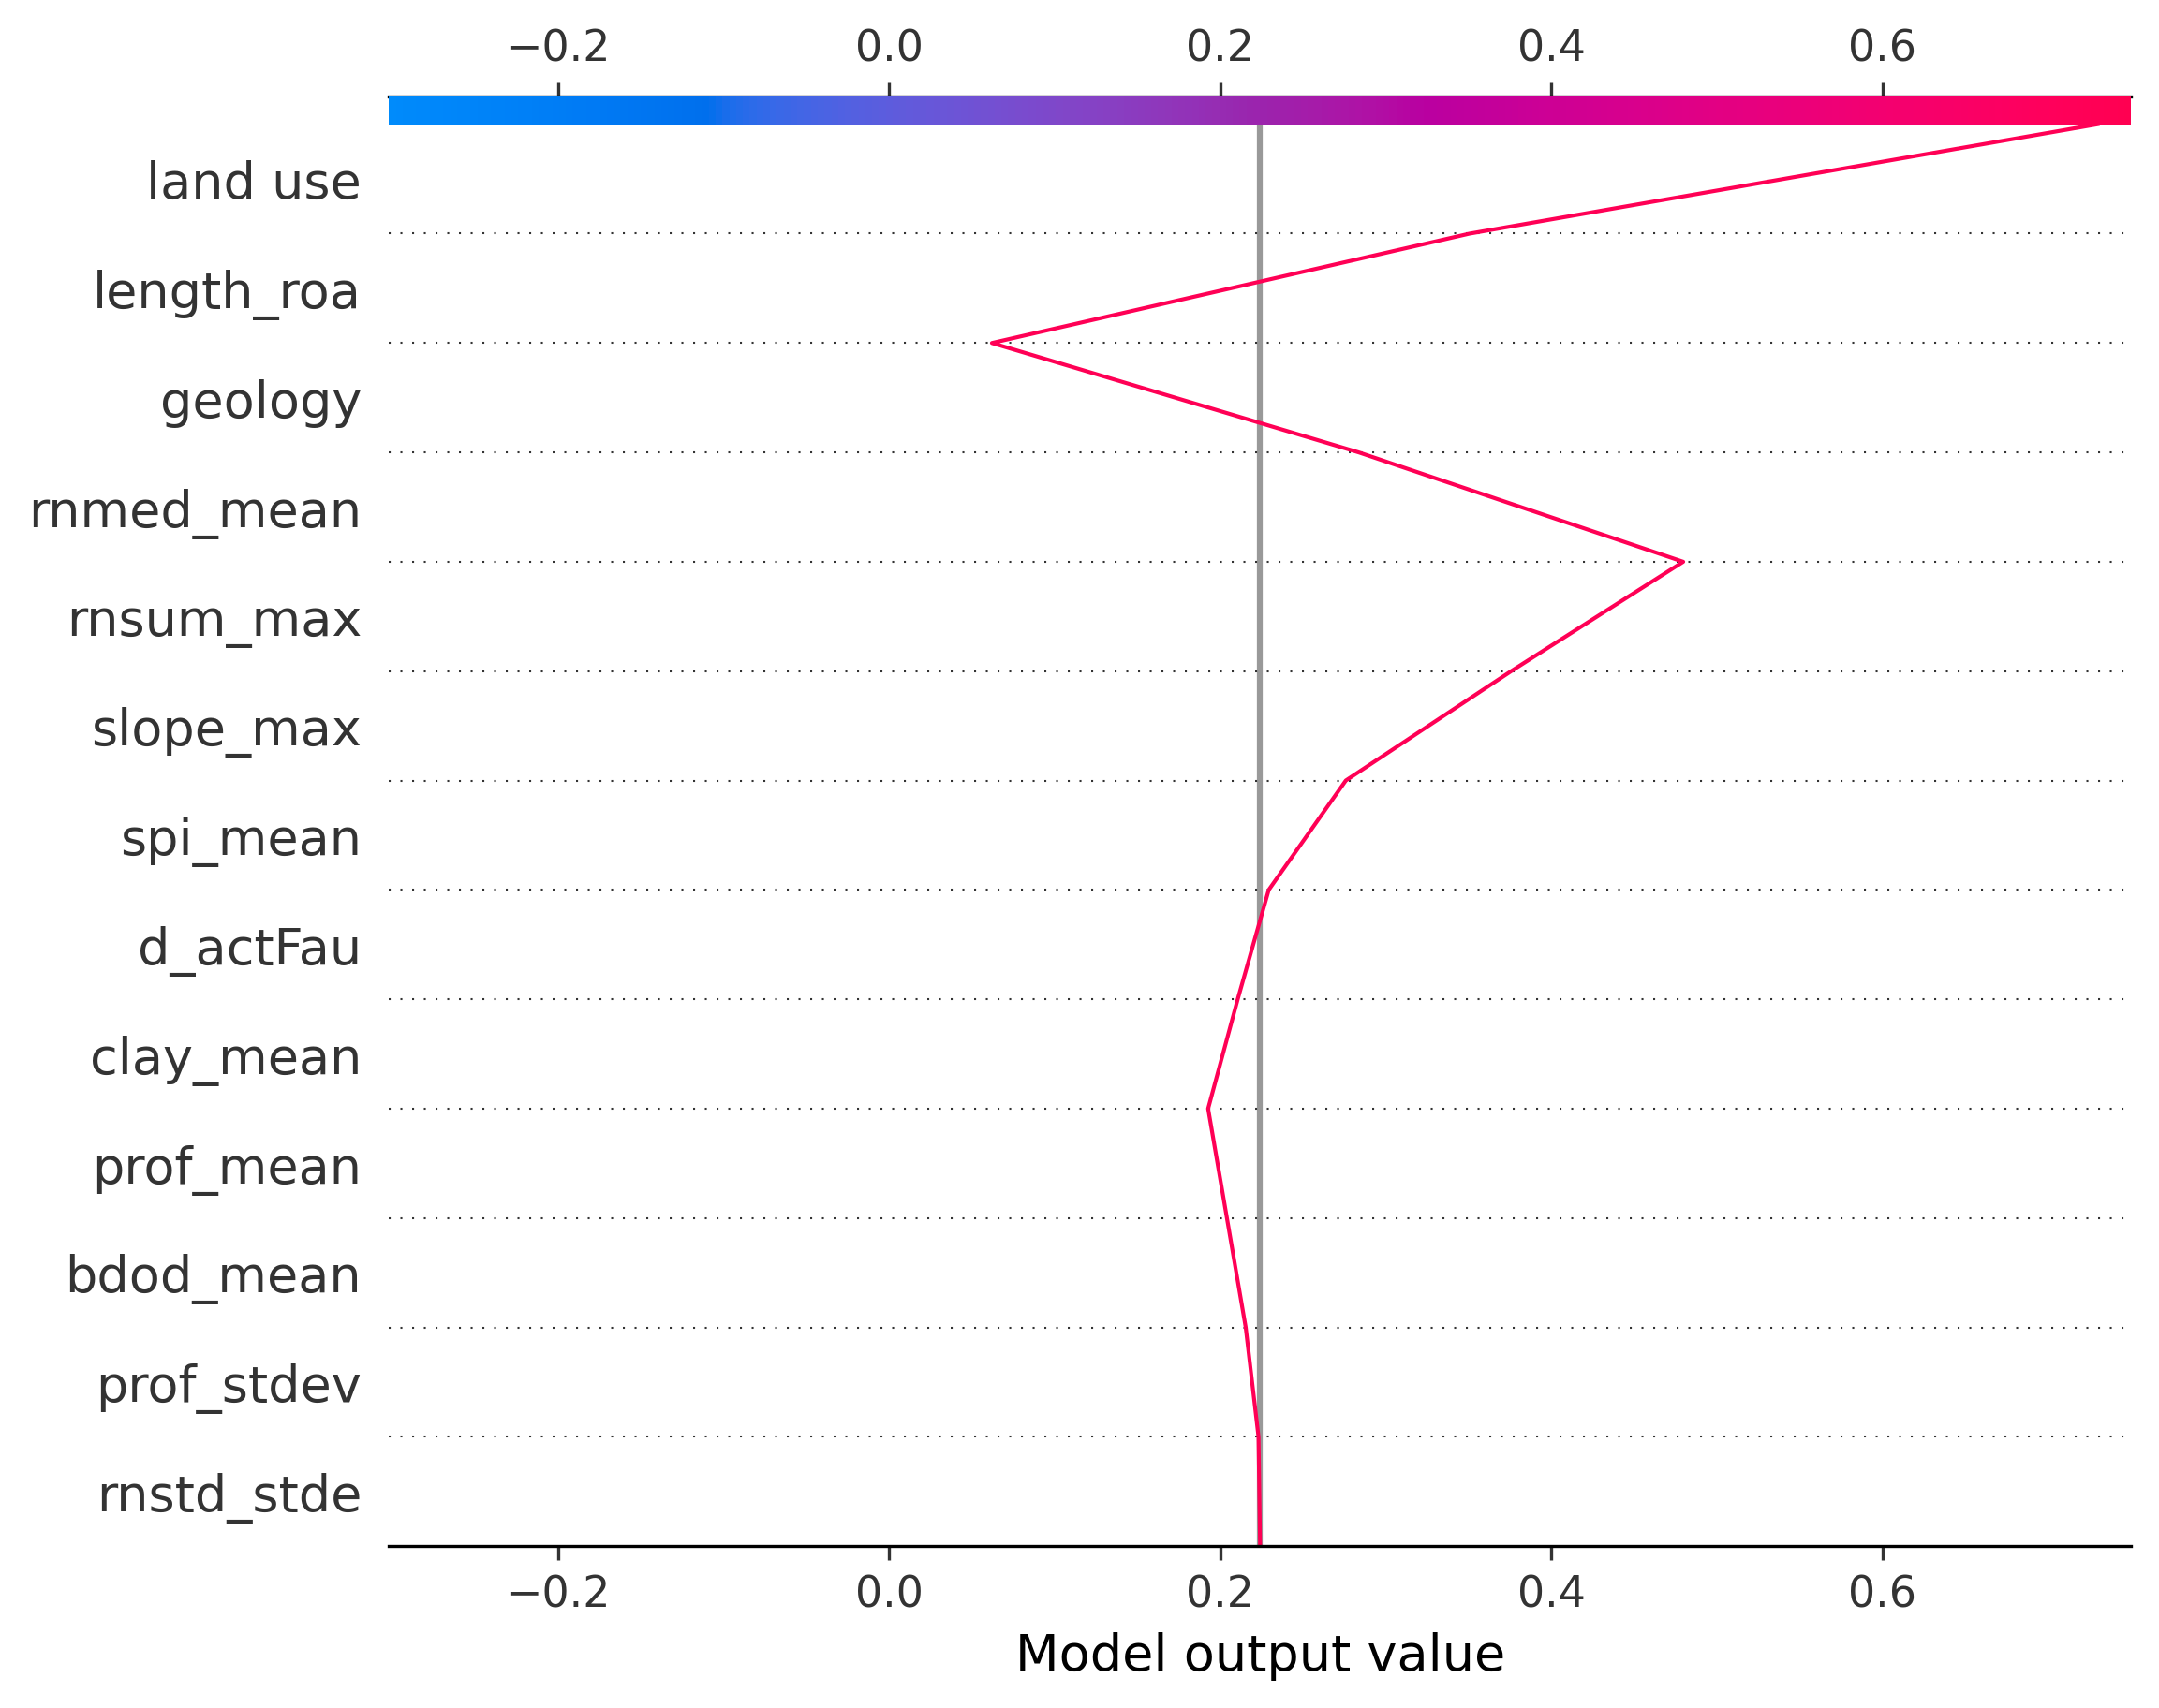 −0.2 0.0 0.2 0.4 0.6
land use
length_roa
geology
rnmed_mean
rnsum_max
slope_max
spi_mean
d_actFau
clay_mean
prof_mean
bdod_mean
prof_stdev
rnstd_stde
−0.2 0.0 0.2 0.4 0.6
Model output value